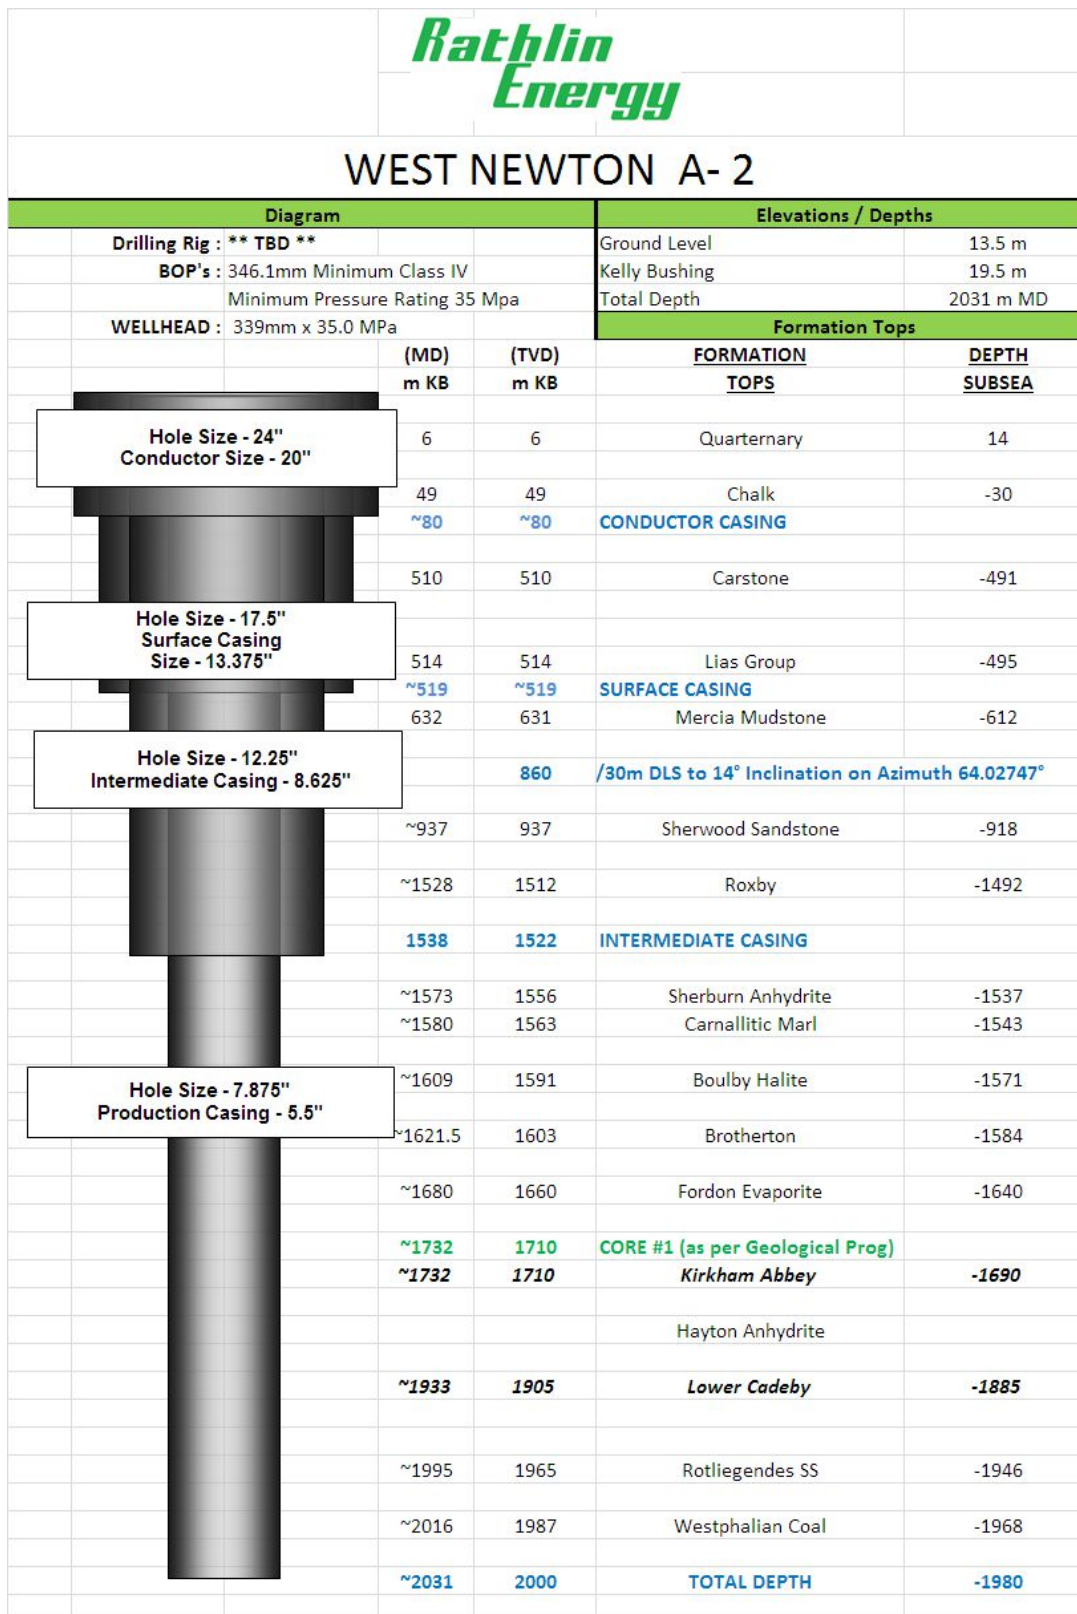 Rathlin
Energy
WEST NEWTON A- 2
Diagram Elevations / Depths
Drilling Rig : ** TBD ** Ground Level 13.5 m
BOP's : 346.1mm Minimum Class IV Kelly Bushing 19.5 m
Minimum Pressure Rating 35 Mpa Total Depth 2031 m MD
WELLHEAD : 339mm x 35.0 MPa Formation Tops
(MD) (TVD) FORMATION DEPTH
m KB m KB TOPS SUBSEA
Hole Size - 24"
Conductor Size - 20"
6 6 Quarternary 14
49 49 Chalk -30
~80 ~80 CONDUCTOR CASING
510 510 Carstone -491
Hole Size - 17.5"
Surface Casing
Size - 13.375"
514 514 Lias Group -495
~519 ~519 SURFACE CASING
632 631 Mercia Mudstone -612
Hole Size - 12.25"
Intermediate Casing - 8.625"
860 /30m DLS to 14° Inclination on Azimuth 64.02747°
~937 937 Sherwood Sandstone -918
~1528 1512 Roxby -1492
1538 1522 INTERMEDIATE CASING
~1573 1556 Sherburn Anhydrite -1537
~1580 1563 Carnallitic Marl -1543
Hole Size - 7.875"
Production Casing - 5.5"
~1609 1591 Boulby Halite -1571
~1621.5 1603 Brotherton -1584
~1680 1660 Fordon Evaporite -1640
~1732 1710 CORE #1 (as per Geological Prog)
~1732 1710 Kirkham Abbey -1690
Hayton Anhydrite
~1933 1905 Lower Cadeby -1885
~1995 1965 Rotliegendes SS -1946
~2016 1987 Westphalian Coal -1968
~2031 2000 TOTAL DEPTH -1980